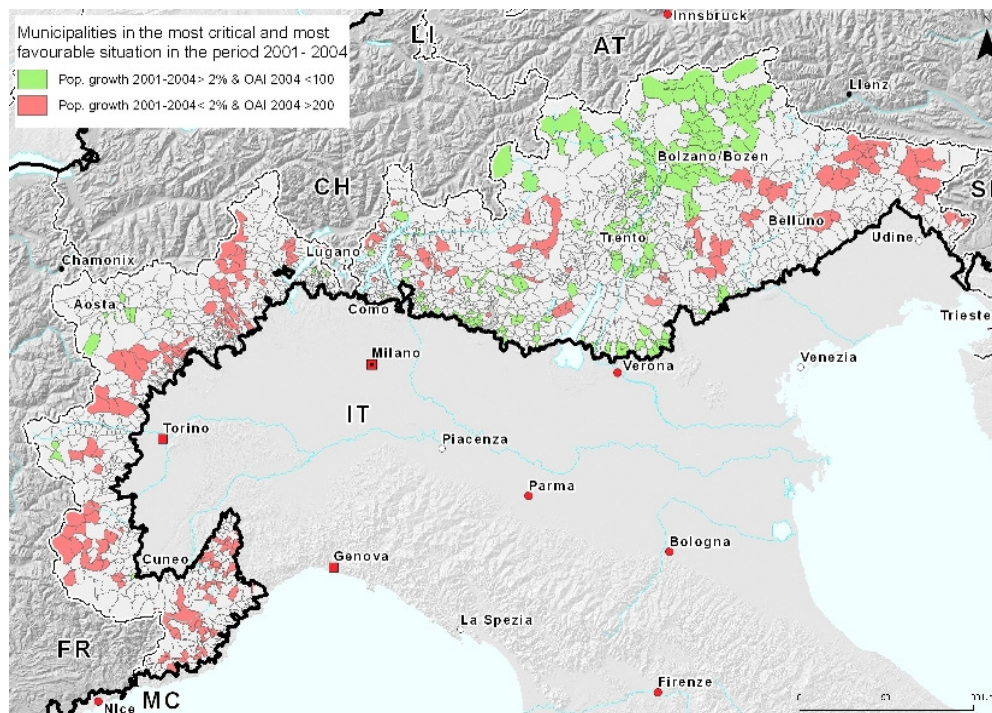 Municipalities in the most critical and most
favourable situation in the period 2001- 2004
Pop. growth 2001-2004> 2% & OAI 2004 <100
Pop. growth 2001-2004< 2% & OAI 2004 >200
Innsbruck
LI
AT
Llenz
Bolzano/Bozen
CH
Belluno
Lugano
Trento
Udine
Chamonix
Aosta
Como
Trieste
Milano
Venezia
Verona
IT
Torino
Piacenza
Parma
Bologna
Cuneo
Genova
La Spezia
FR
Firenze
MC
Nice
0